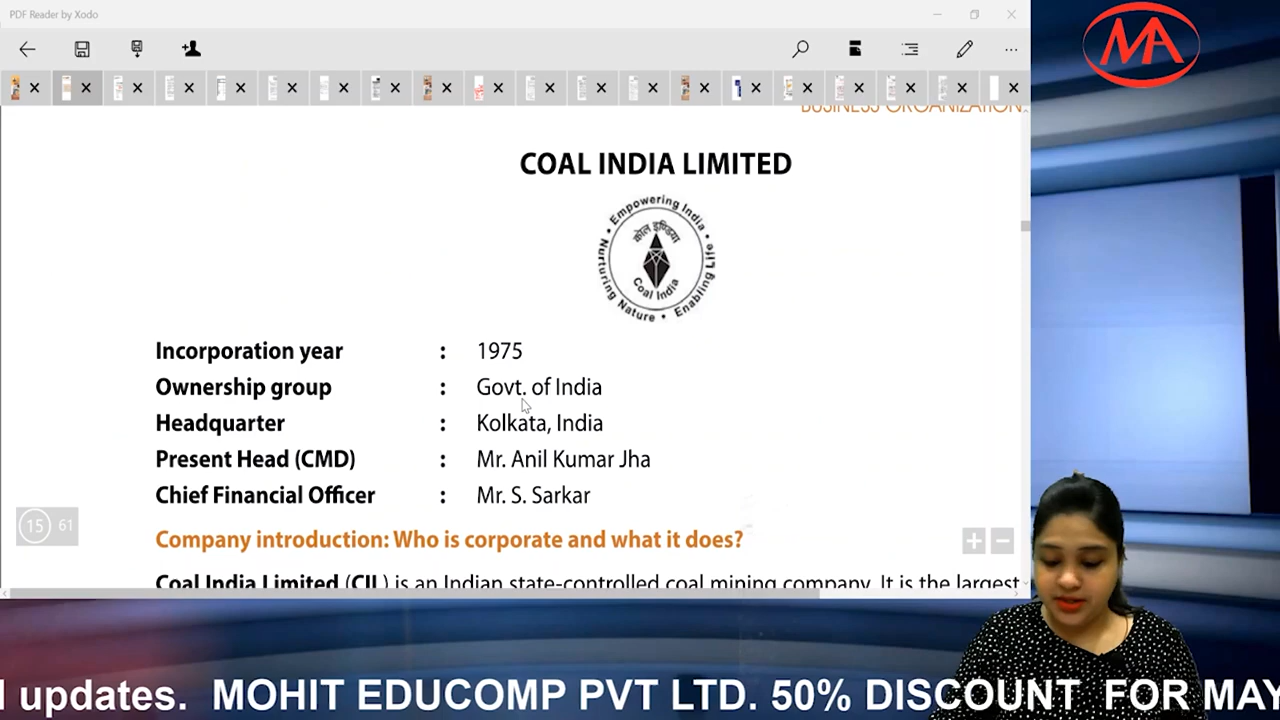 PDF Reader by Xodo
MA
BUSINESS ORGANIZATION
COAL INDIA LIMITED
Empowering India • Enabling Life • Nurturing Nature •
कोल इण्डिया
Coal India
Incorporation year : 1975
Ownership group : Govt. of India
Headquarter : Kolkata, India
Present Head (CMD) : Mr. Anil Kumar Jha
Chief Financial Officer : Mr. S. Sarkar
15 61
Company introduction: Who is corporate and what it does?
Coal India Limited (CIL) is an Indian state-controlled coal mining company. It is the largest
updates. MOHIT EDUCOMP PVT LTD. 50% DISCOUNT FOR MAY